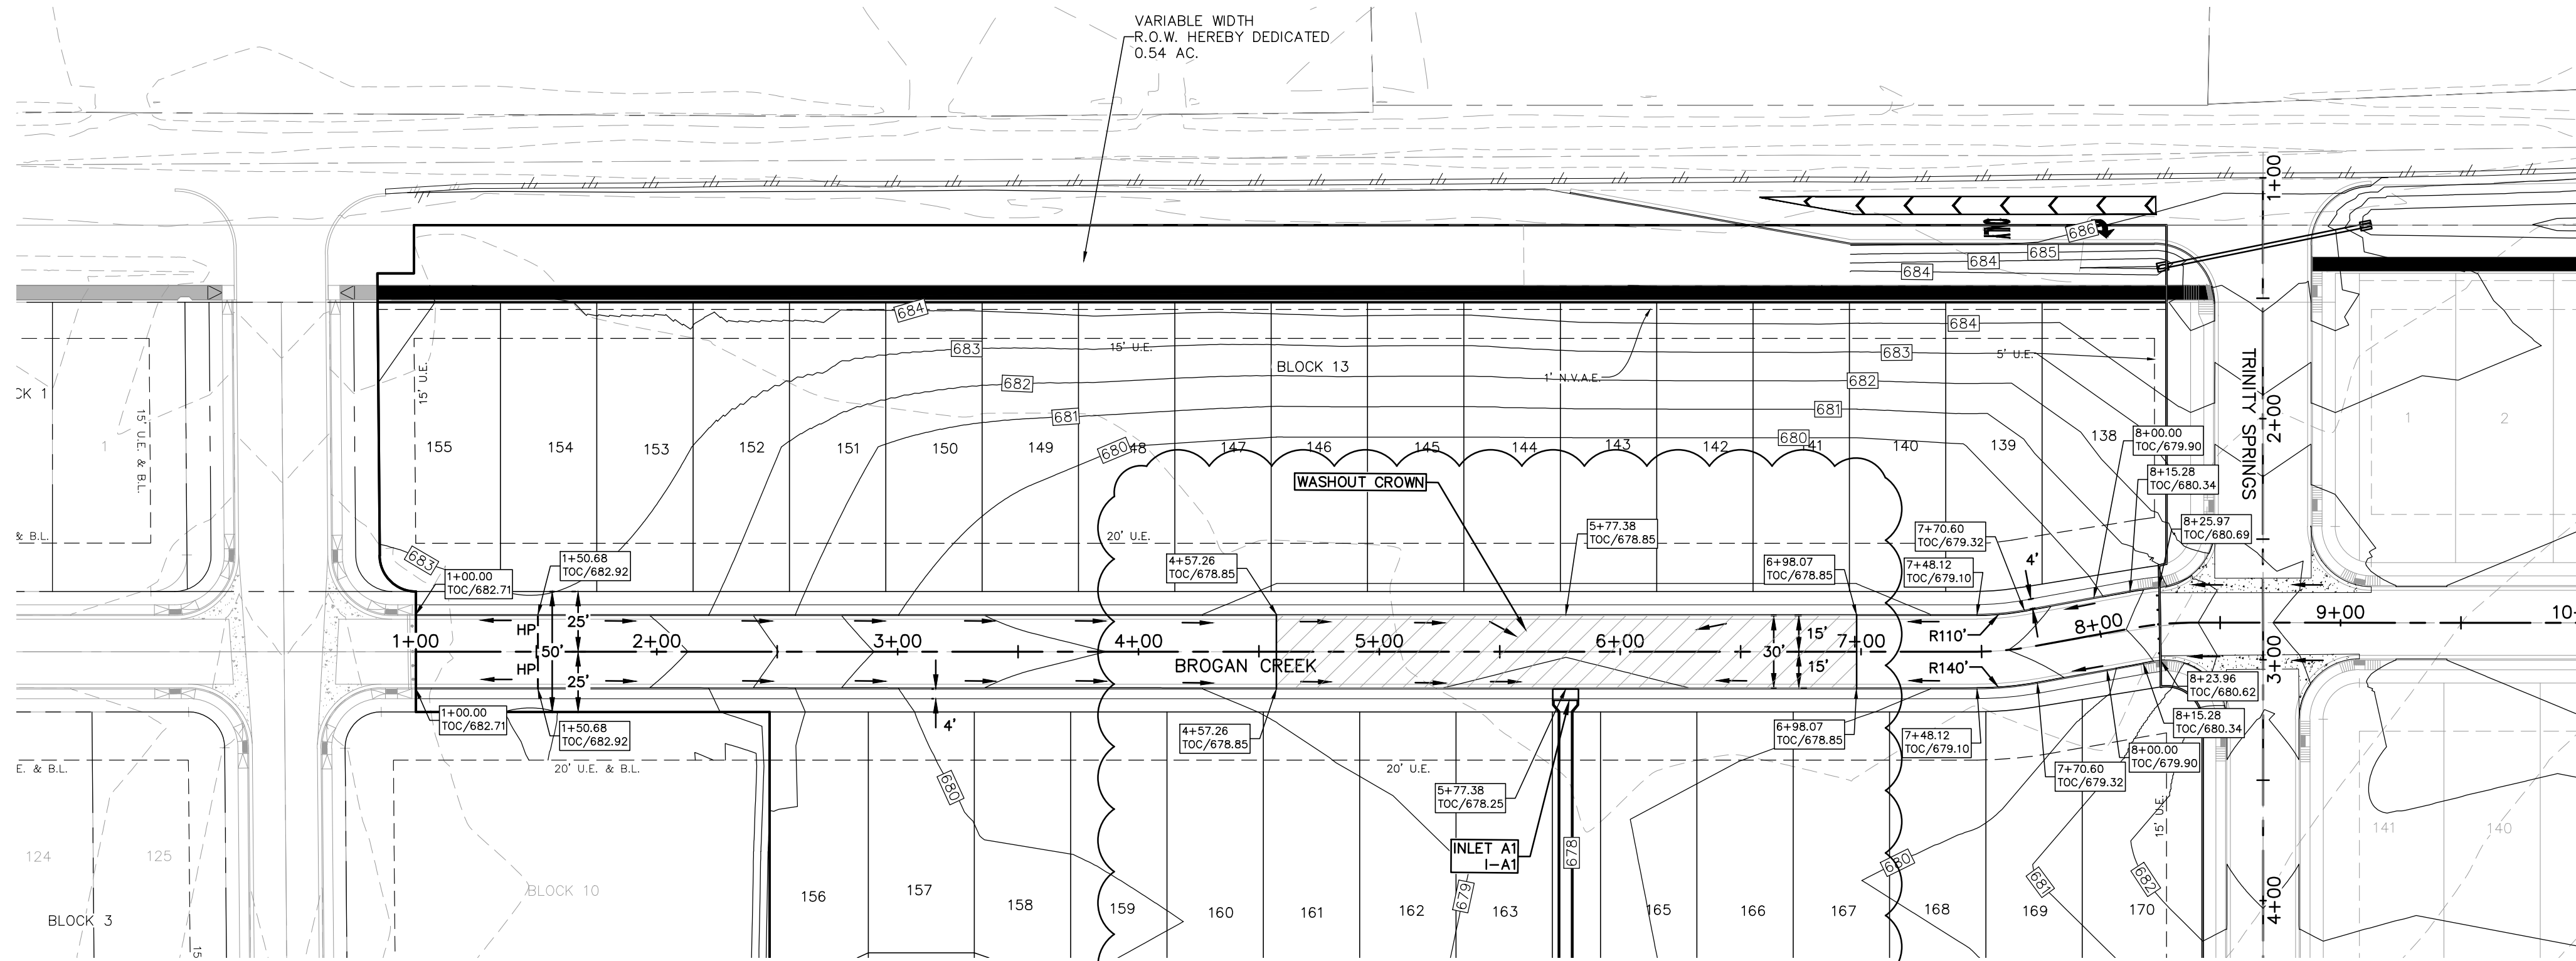 VARIABLE WIDTH
R.O.W. HEREBY DEDICATED
0.54 AC.
1+00
686
685
684
684
684
684
683
15' U.E.
683
5' U.E.
682
1' N.V.A.E.
682
BLOCK 13
681
681
680
680
15' U.E.
CK 1
1
15' U.E. & B.L.
TRINITY SPRINGS
2+00
1
2
155
154
153
152
151
150
149
48
147
146
145
144
143
142
41
140
139
138
8+00.00
TOC/679.90
8+15.28
TOC/680.34
8+25.97
TOC/680.69
WASHOUT CROWN
& B.L.
20' U.E.
683
1+00.00
TOC/682.71
1+50.68
TOC/682.92
4+57.26
TOC/678.85
5+77.38
TOC/678.85
6+98.07
TOC/678.85
7+70.60
TOC/679.32
7+48.12
TOC/679.10
4'
HP
25'
50'
HP
25'
1+00
2+00
3+00
4+00
5+00
6+00
7+00
8+00
9+00
10+
BROGAN CREEK
15'
30'
15'
R110'
R140'
3+00
4'
1+00.00
TOC/682.71
1+50.68
TOC/682.92
4+57.26
TOC/678.85
6+98.07
TOC/678.85
7+48.12
TOC/679.10
8+23.96
TOC/680.62
8+15.28
TOC/680.34
8+00.00
TOC/679.90
7+70.60
TOC/679.32
E. & B.L.
20' U.E. & B.L.
20' U.E.
5+77.38
TOC/678.25
INLET A1
I-A1
680
678
679
680
681
682
15' U.E.
124
125
BLOCK 10
BLOCK 3
15
156
157
158
159
160
161
162
163
165
166
167
168
169
170
141
140
4+00